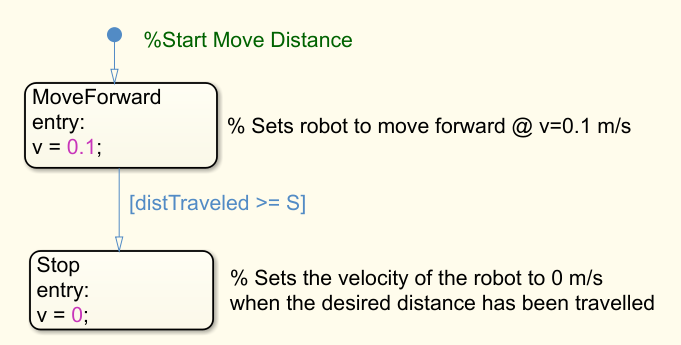 %Start Move Distance
MoveForward
entry:
v = 0.1;
% Sets robot to move forward @ v=0.1 m/s
[distTraveled >= S]
Stop
entry:
v = 0;
% Sets the velocity of the robot to 0 m/s
when the desired distance has been travelled